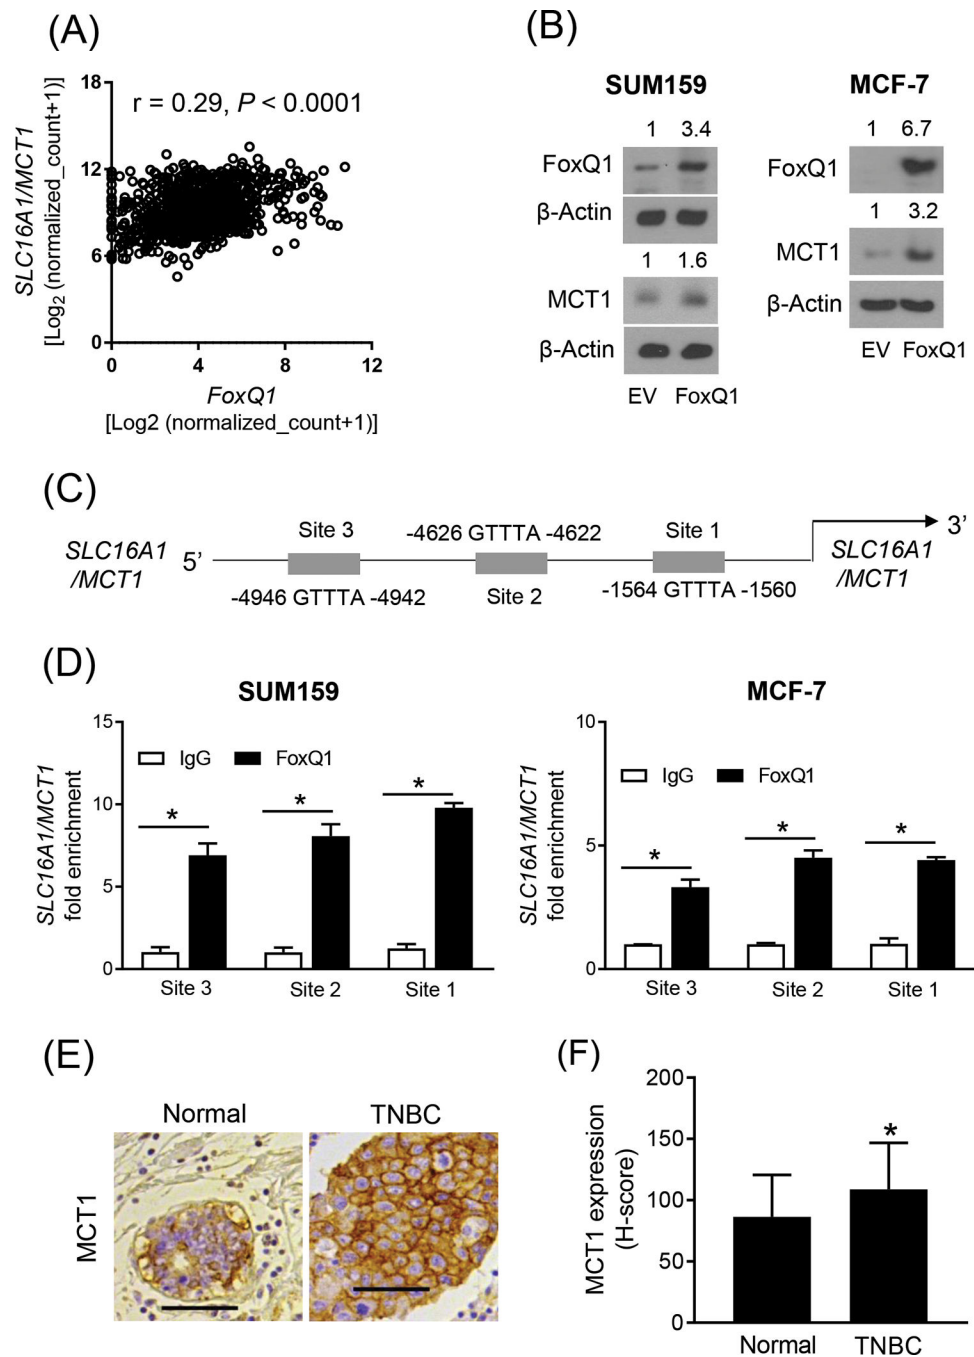 (A)
SLC16A1/MCT1
[Log2 (normalized_count+1)]
18
12
6
0
r = 0.29, P < 0.0001
0
4
8
12
FoxQ1
[Log2 (normalized_count+1)]
(B)
SUM159
1 3.4
FoxQ1
β-Actin
1 1.6
MCT1
β-Actin
EV FoxQ1
MCF-7
1 6.7
FoxQ1
1 3.2
MCT1
β-Actin
EV FoxQ1
(C)
SLC16A1
/MCT1
5’
Site 3
-4946 GTTTA -4942
-4626 GTTTA -4622
Site 2
Site 1
-1564 GTTTA -1560
3’
SLC16A1
/MCT1
(D)
SUM159
SLC16A1/MCT1
fold enrichment
15
10
5
0
IgG FoxQ1
* * *
Site 3 Site 2 Site 1
MCF-7
SLC16A1/MCT1
fold enrichment
10
5
0
IgG FoxQ1
* * *
Site 3 Site 2 Site 1
(E)
Normal TNBC
MCT1
(F)
MCT1 expression
(H-score)
200
150
100
50
0
*
Normal TNBC